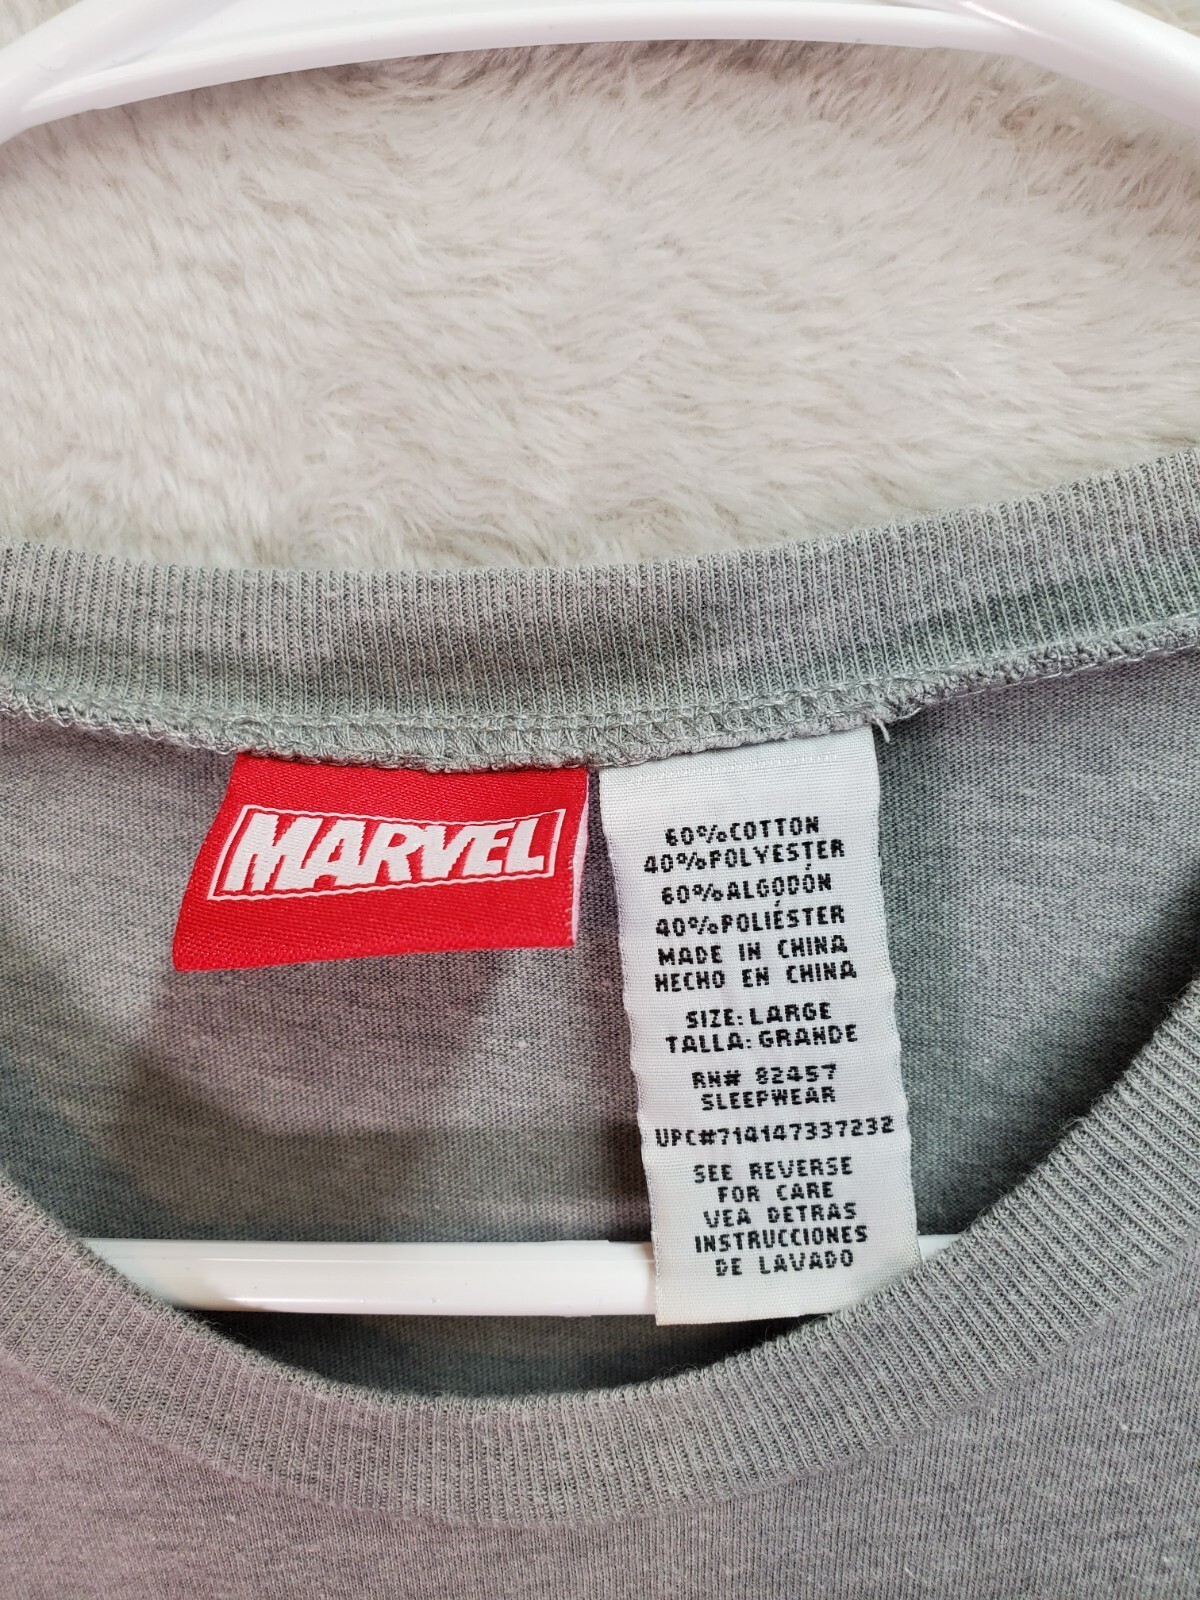 MARVEL
60%COTTON
40%POLYESTER
60%ALGODÓN
40%POLIÉSTER
MADE IN CHINA
HECHO EN CHINA
SIZE: LARGE
TALLA: GRANDE
RN# 82457
SLEEPWEAR
UPC#714147337232
SEE REVERSE
FOR CARE
VEA DETRAS
INSTRUCCIONES
DE LAVADO